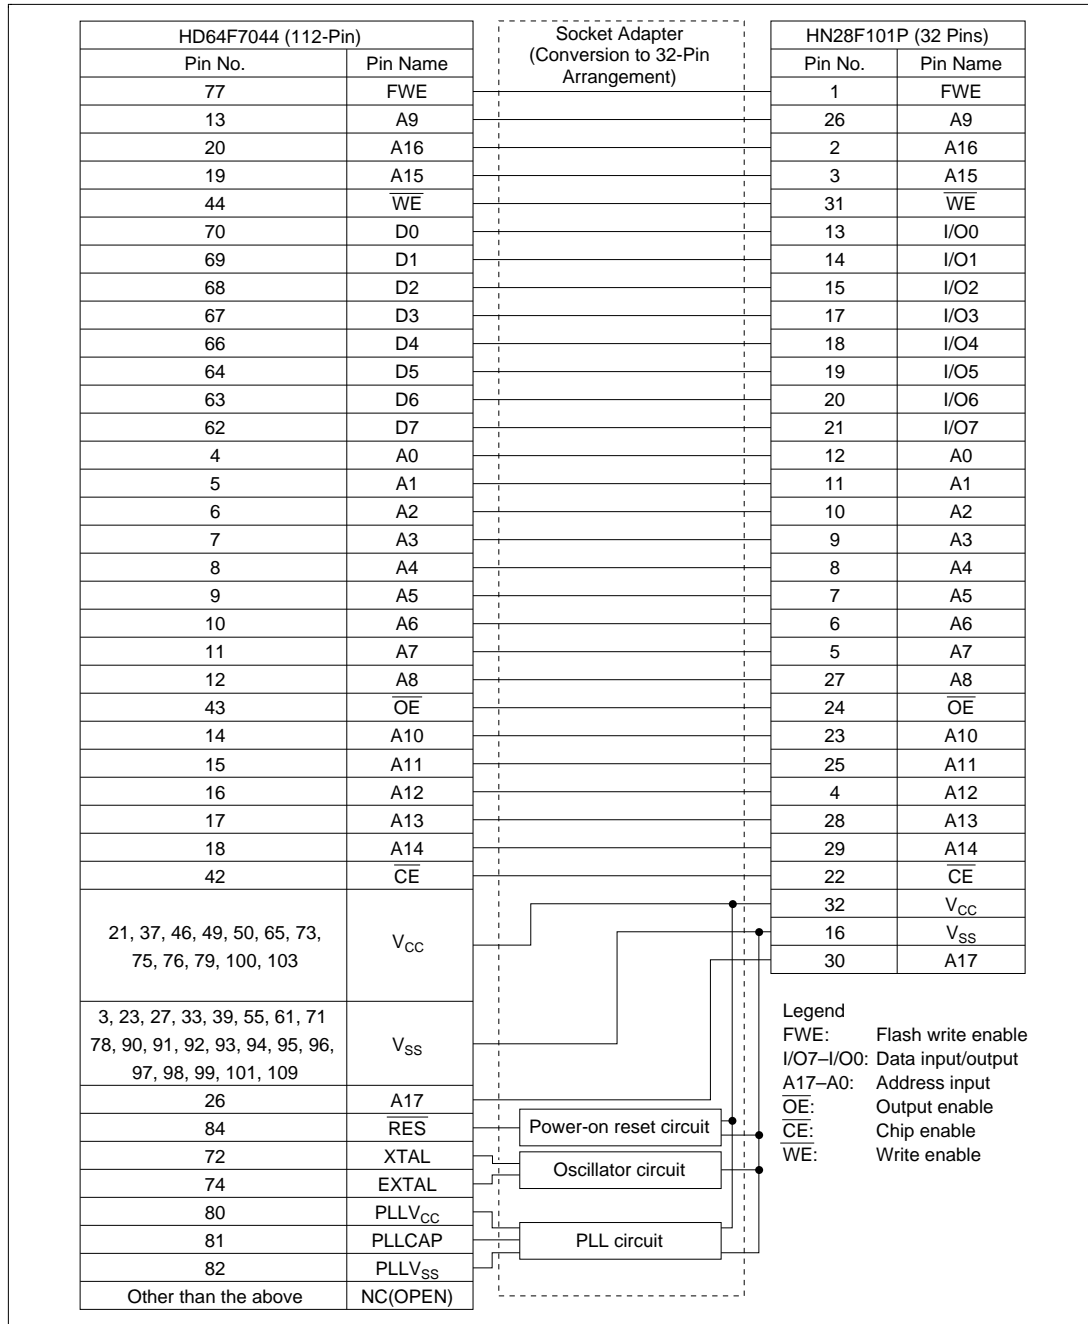 HD64F7044 (112-Pin)
Pin No. Pin Name
77 FWE
13 A9
20 A16
19 A15
44 W̅E̅
70 D0
69 D1
68 D2
67 D3
66 D4
64 D5
63 D6
62 D7
4 A0
5 A1
6 A2
7 A3
8 A4
9 A5
10 A6
11 A7
12 A8
43 O̅E̅
14 A10
15 A11
16 A12
17 A13
18 A14
42 C̅E̅
21, 37, 46, 49, 50, 65, 73,
75, 76, 79, 100, 103
VCC
3, 23, 27, 33, 39, 55, 61, 71
78, 90, 91, 92, 93, 94, 95, 96,
97, 98, 99, 101, 109
VSS
26 A17
84 R̅E̅S̅
72 XTAL
74 EXTAL
80 PLLVCC
81 PLLCAP
82 PLLVSS
Other than the above NC(OPEN)
Socket Adapter
(Conversion to 32-Pin
Arrangement)
Power-on reset circuit
Oscillator circuit
PLL circuit
HN28F101P (32 Pins)
Pin No. Pin Name
1 FWE
26 A9
2 A16
3 A15
31 W̅E̅
13 I/O0
14 I/O1
15 I/O2
17 I/O3
18 I/O4
19 I/O5
20 I/O6
21 I/O7
12 A0
11 A1
10 A2
9 A3
8 A4
7 A5
6 A6
5 A7
27 A8
24 O̅E̅
23 A10
25 A11
4 A12
28 A13
29 A14
22 C̅E̅
32 VCC
16 VSS
30 A17
Legend
FWE: Flash write enable
I/O7–I/O0: Data input/output
A17–A0: Address input
O̅E̅: Output enable
C̅E̅: Chip enable
W̅E̅: Write enable